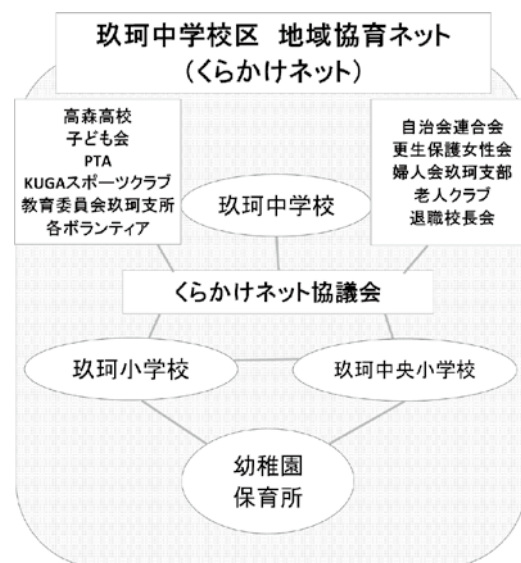 玖珂中学校区 地域協育ネット
（くらかけネット）
高森高校
子ども会
PTA
KUGAスポーツクラブ
教育委員会玖珂支所
各ボランティア
自治会連合会
更生保護女性会
婦人会玖珂支部
老人クラブ
退職校長会
玖珂中学校
くらかけネット協議会
玖珂小学校
玖珂中央小学校
幼稚園
保育所